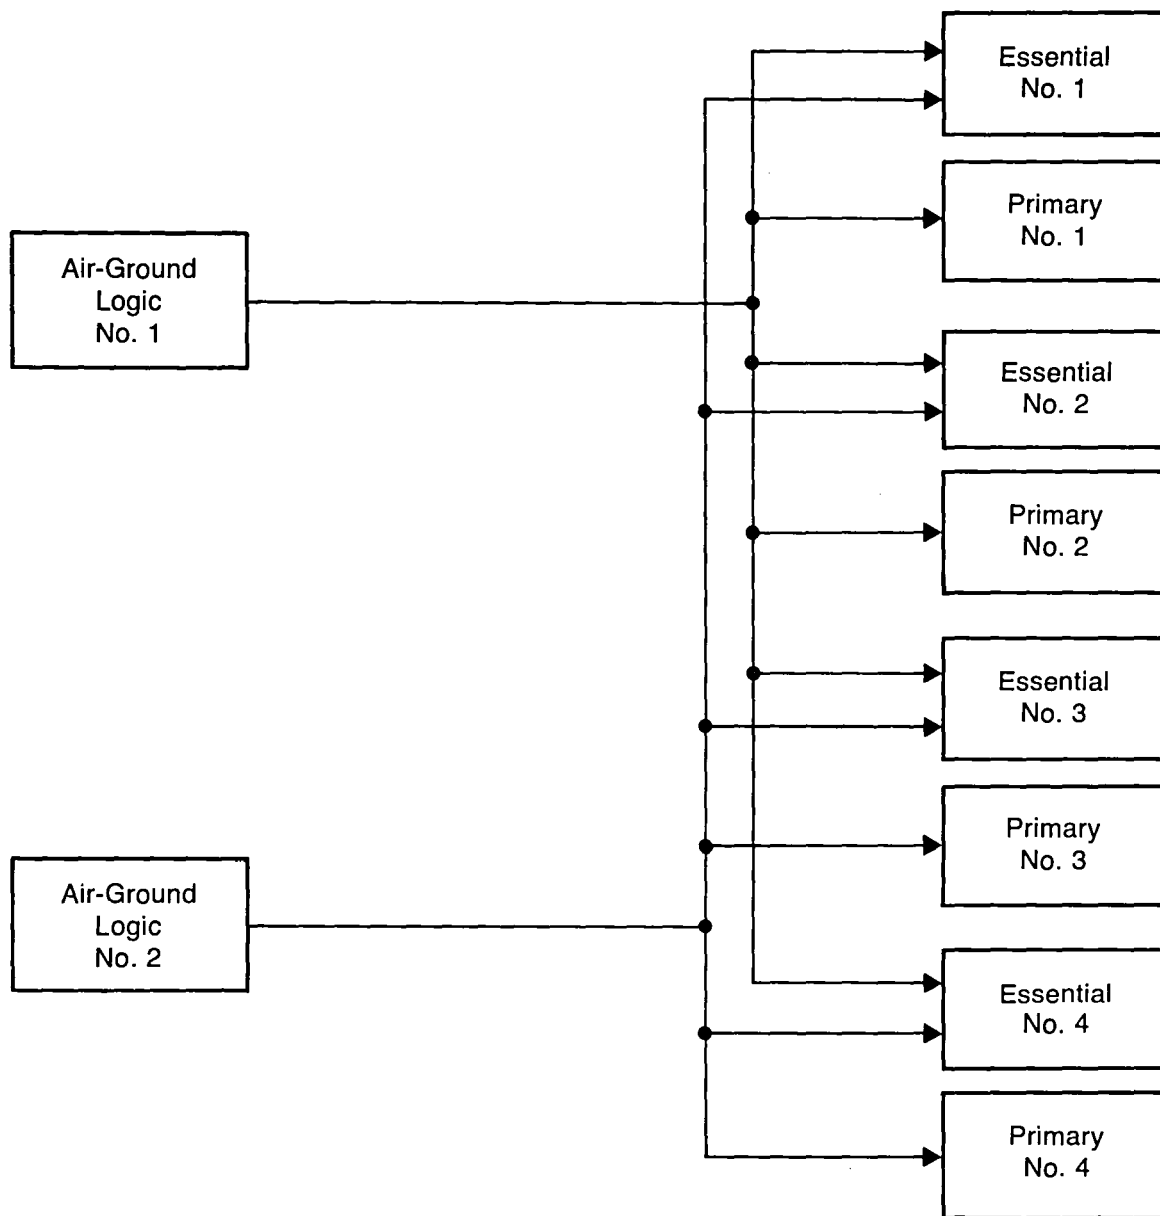 Essential
No. 1
Primary
No. 1
Air-Ground
Logic
No. 1
Essential
No. 2
Primary
No. 2
Essential
No. 3
Primary
No. 3
Air-Ground
Logic
No. 2
Essential
No. 4
Primary
No. 4